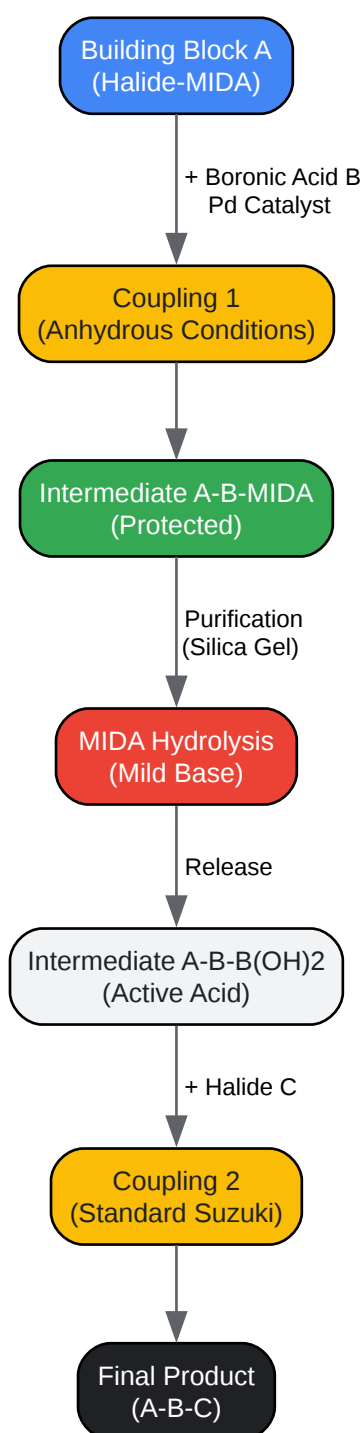 Building Block A
(Halide-MIDA)
+ Boronic Acid B
Pd Catalyst
Coupling 1
(Anhydrous Conditions)
Intermediate A-B-MIDA
(Protected)
Purification
(Silica Gel)
MIDA Hydrolysis
(Mild Base)
Release
Intermediate A-B-B(OH)2
(Active Acid)
+ Halide C
Coupling 2
(Standard Suzuki)
Final Product
(A-B-C)